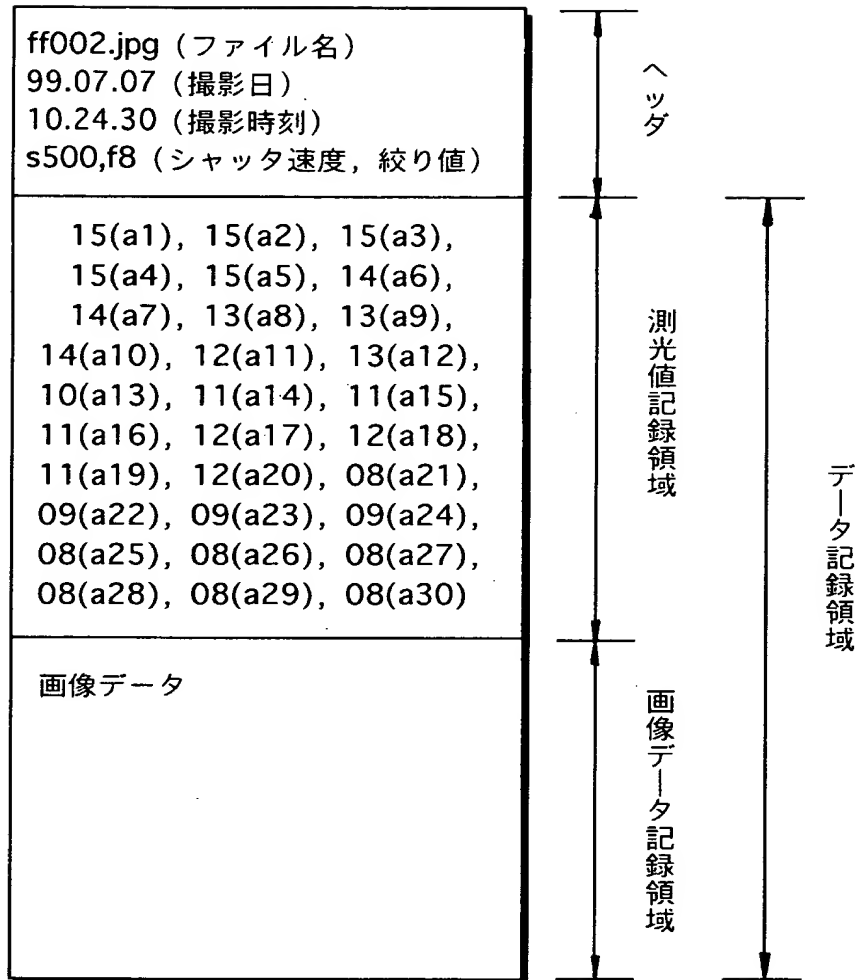 ff002.jpg (ファイル名)
99.07.07 (撮影日)
10.24.30 (撮影時刻)
s500,f8 (シャッタ速度, 絞り値)
ヘッダ
15(a1), 15(a2), 15(a3),
15(a4), 15(a5), 14(a6),
14(a7), 13(a8), 13(a9),
14(a10), 12(a11), 13(a12),
10(a13), 11(a14), 11(a15),
11(a16), 12(a17), 12(a18),
11(a19), 12(a20), 08(a21),
09(a22), 09(a23), 09(a24),
08(a25), 08(a26), 08(a27),
08(a28), 08(a29), 08(a30)
測光値記録領域
データ記録領域
画像データ
画像データ記録領域